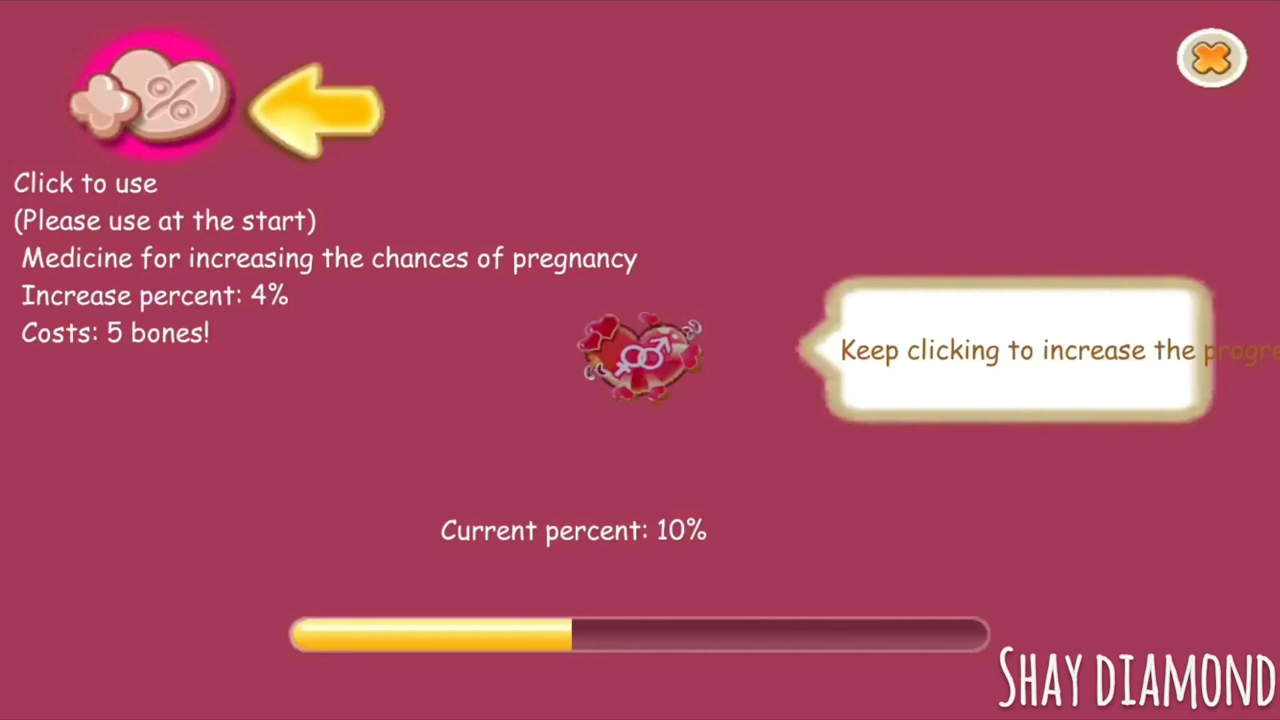 %
Click to use
(Please use at the start)
Medicine for increasing the chances of pregnancy
Increase percent: 4%
Costs: 5 bones!
Keep clicking to increase the progre
Current percent: 10%
SHAY DIAMOND